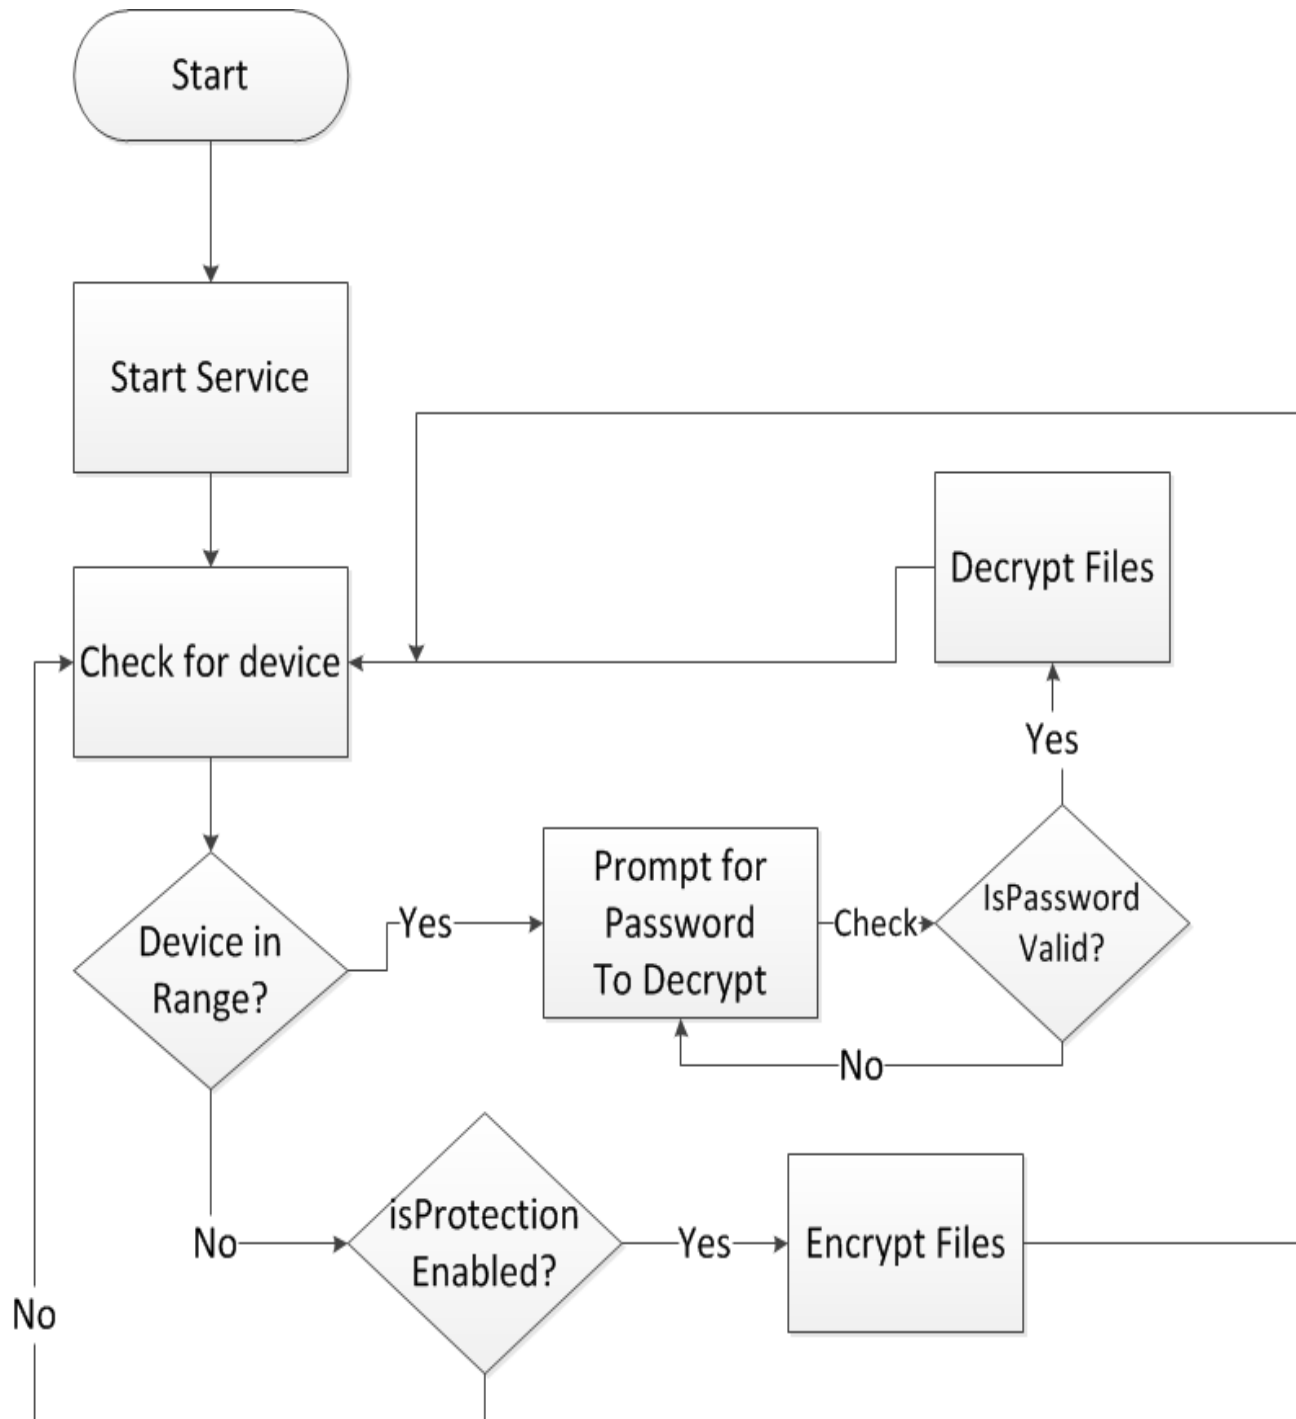 Start
Start Service
Decrypt Files
Check for device
Yes
Prompt for
Password
To Decrypt
IsPassword
Valid?
Yes
Check
Device in
Range?
No
isProtection
Enabled?
Yes
Encrypt Files
No
No